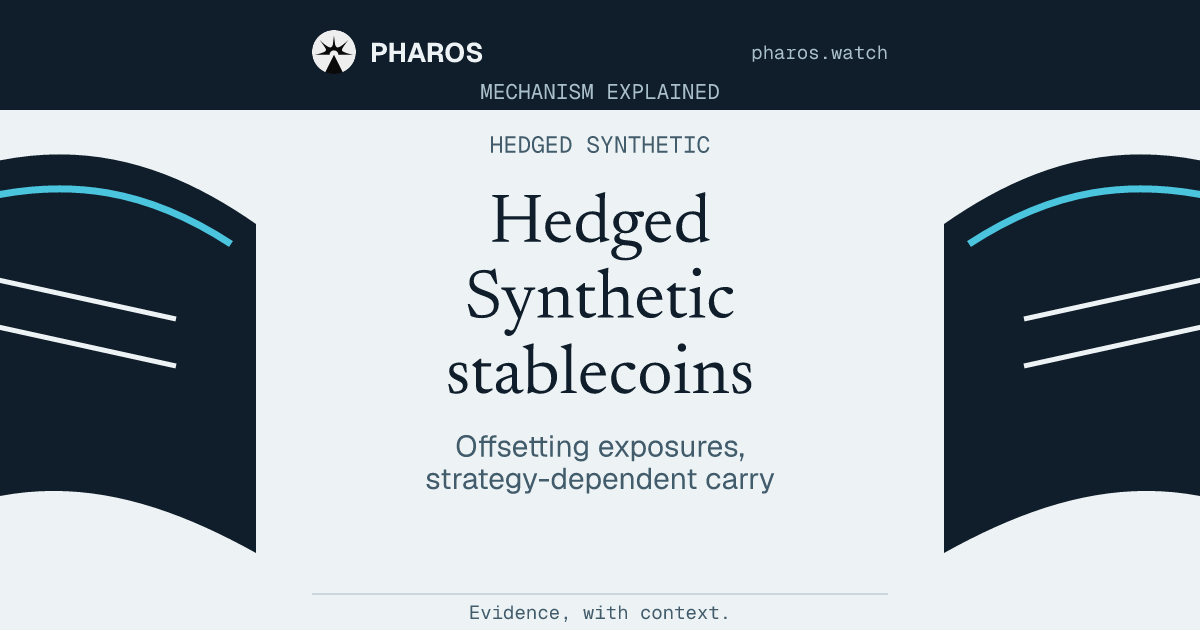 PHAROS
pharos.watch
MECHANISM EXPLAINED
HEDGED SYNTHETIC
Hedged
Synthetic
stablecoins
Offsetting exposures,
strategy-dependent carry
Evidence, with context.